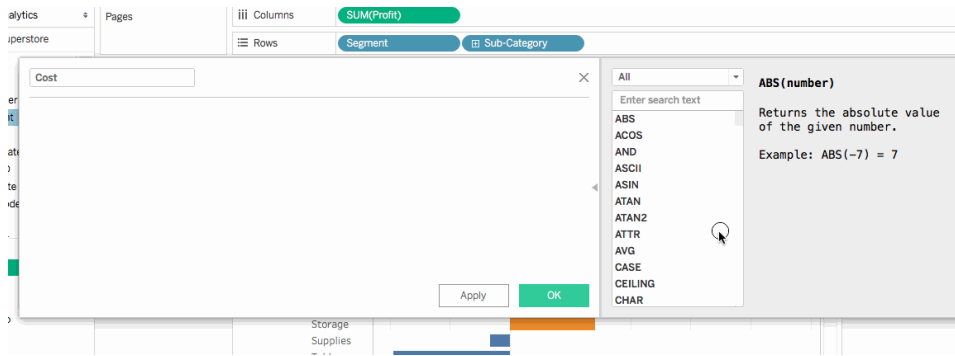 alytics
Pages
Columns
SUM(Profit)
uperstore
Rows
Segment
Sub-Category
Cost
All
Enter search text
ABS
ACOS
AND
ASCII
ASIN
ATAN
ATAN2
ATTR
AVG
CASE
CEILING
CHAR
ABS(number)
Returns the absolute value
of the given number.
Example: ABS(-7) = 7
Apply
OK
Storage
Supplies